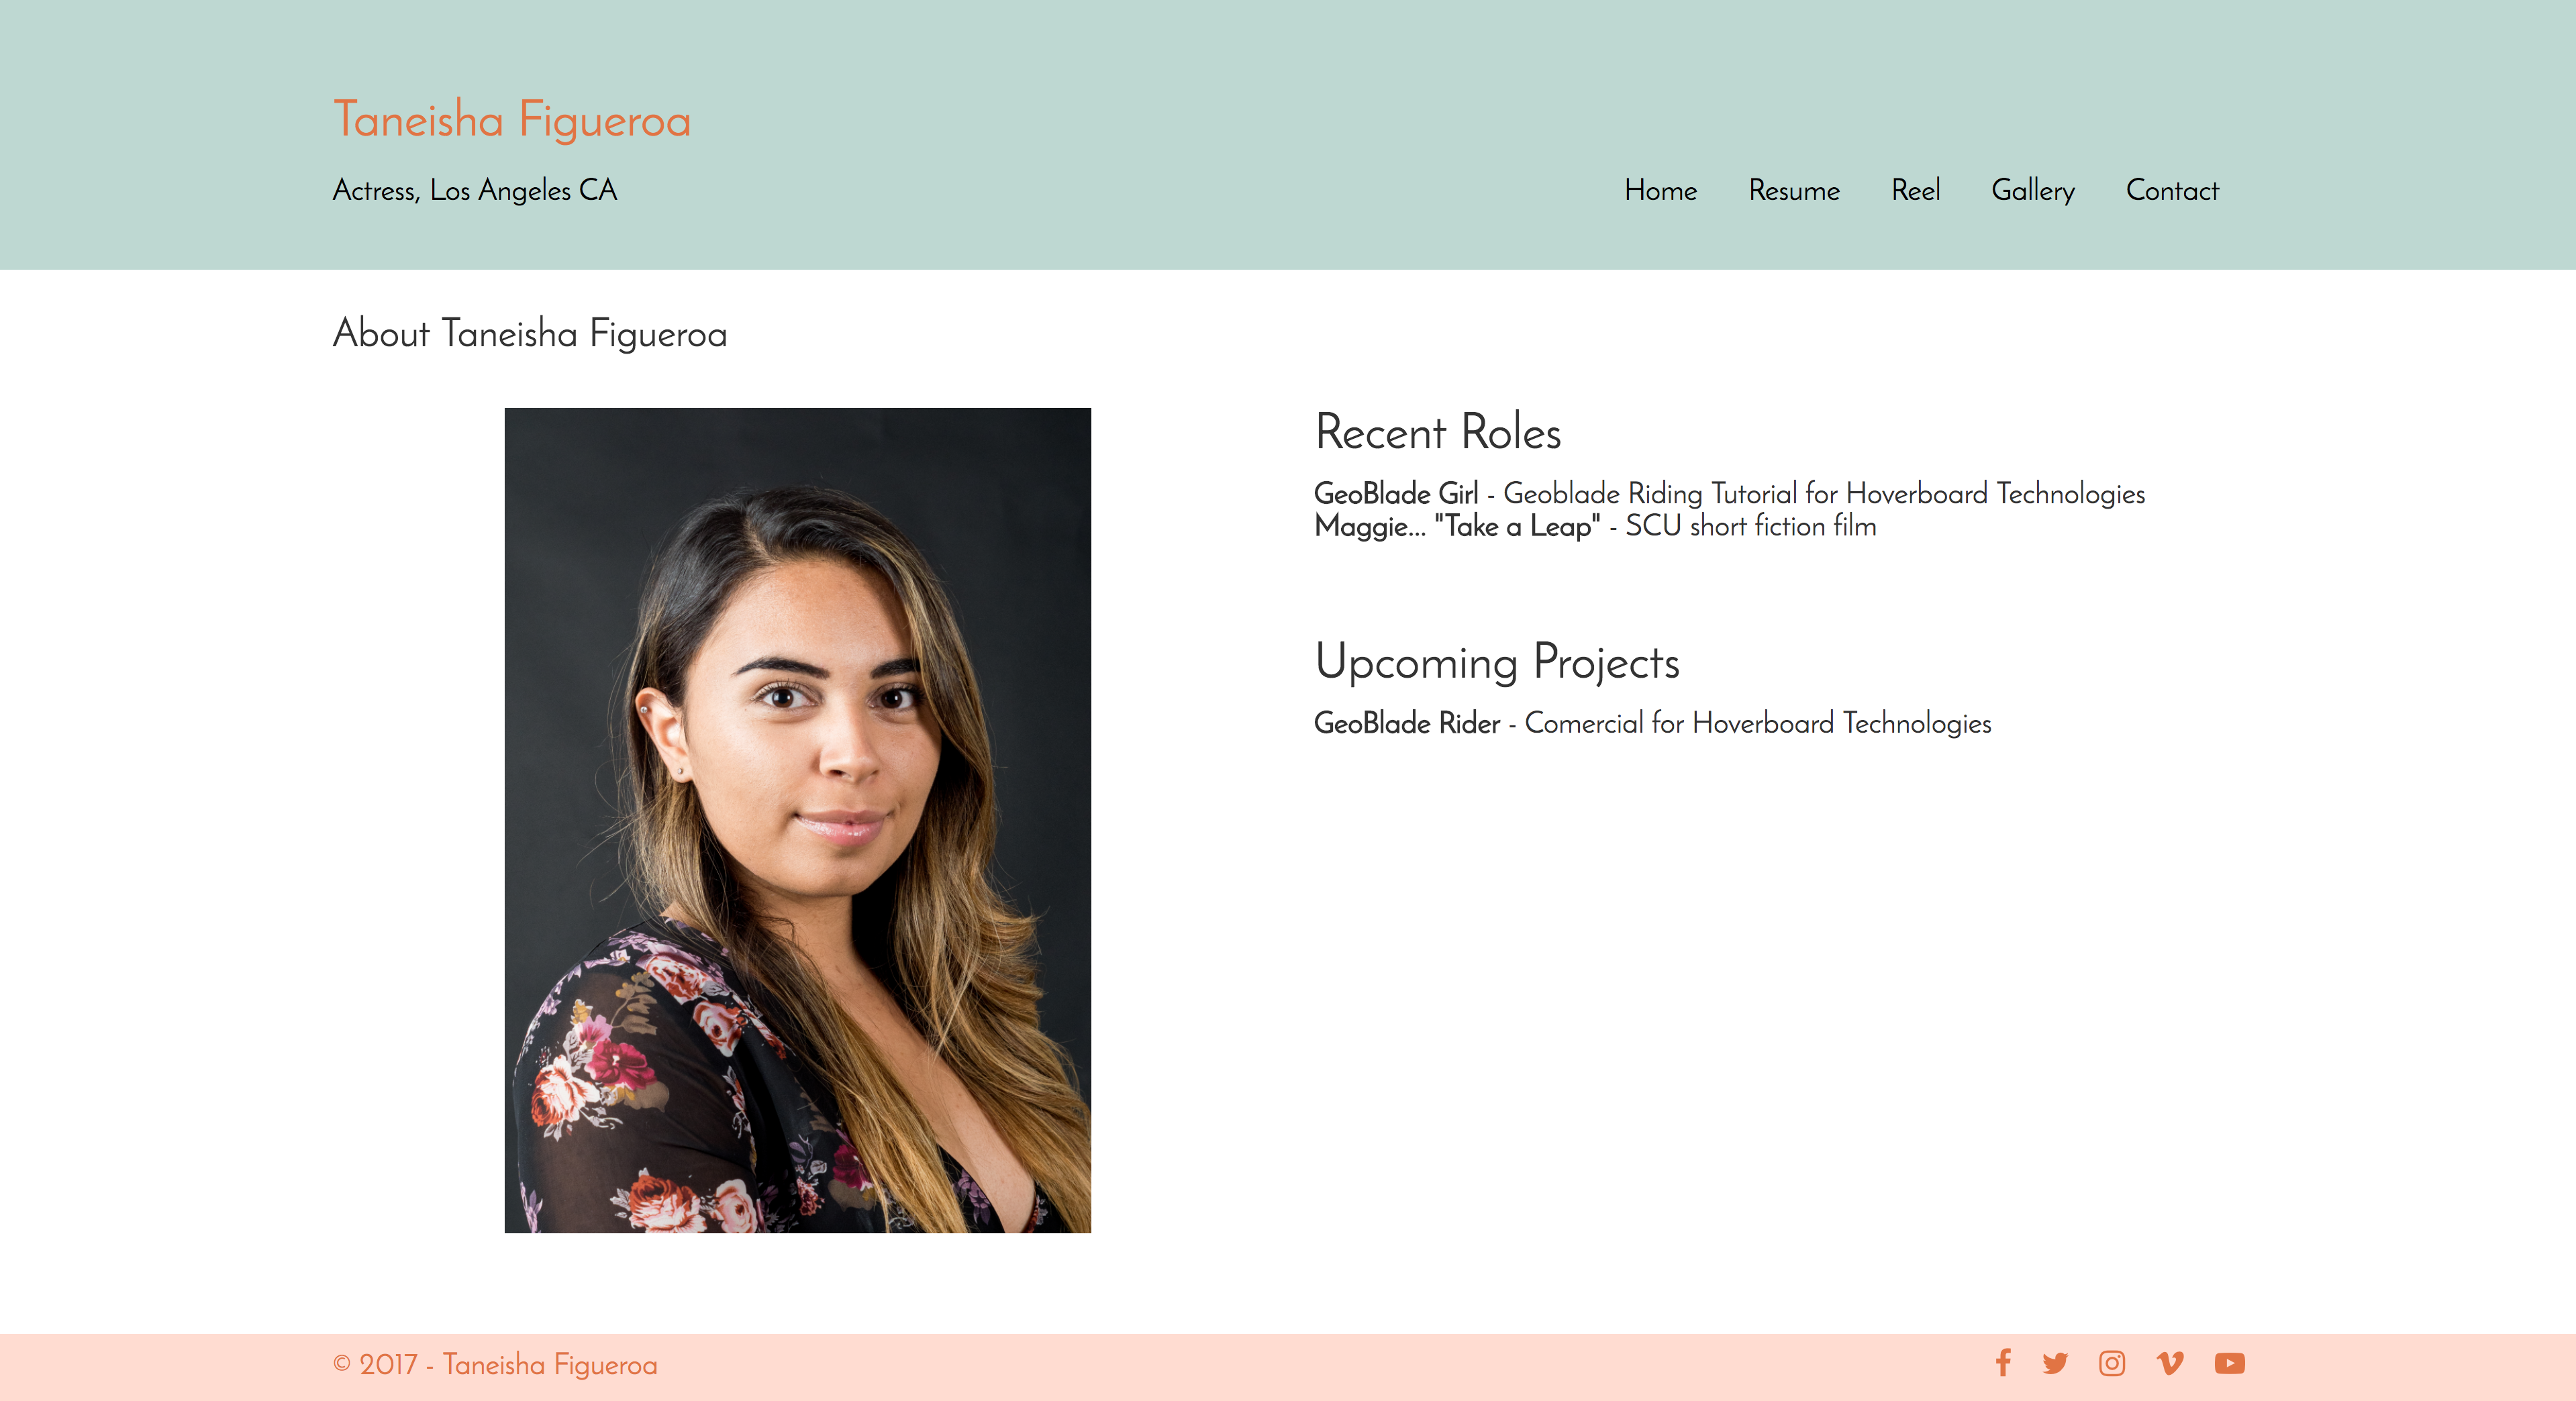 Taneisha Figueroa
Actress, Los Angeles CA
Home Resume Reel Gallery Contact
About Taneisha Figueroa
Recent Roles
GeoBlade Girl - Geoblade Riding Tutorial for Hoverboard Technologies
Maggie... "Take a Leap" - SCU short fiction film
Upcoming Projects
GeoBlade Rider - Comercial for Hoverboard Technologies
© 2017 - Taneisha Figueroa